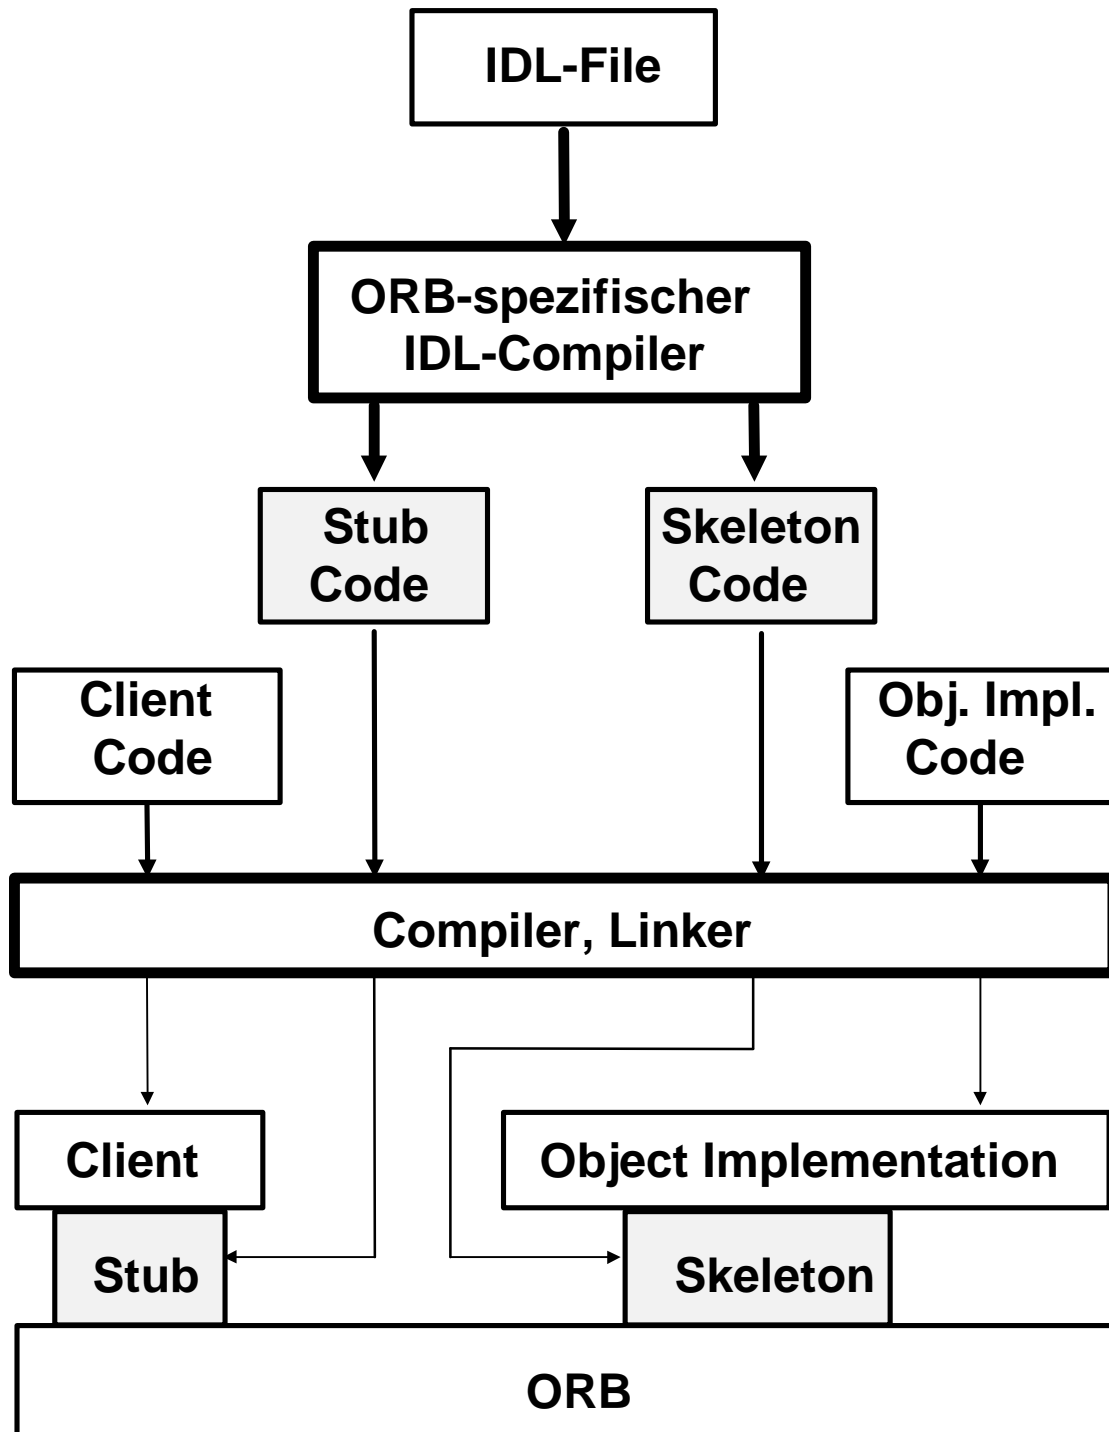 IDL-File
ORB-spezifischer
IDL-Compiler
Stub
Code
Skeleton
Code
Client
Code
Obj. Impl.
Code
Compiler, Linker
Client
Object Implementation
Stub
Skeleton
ORB